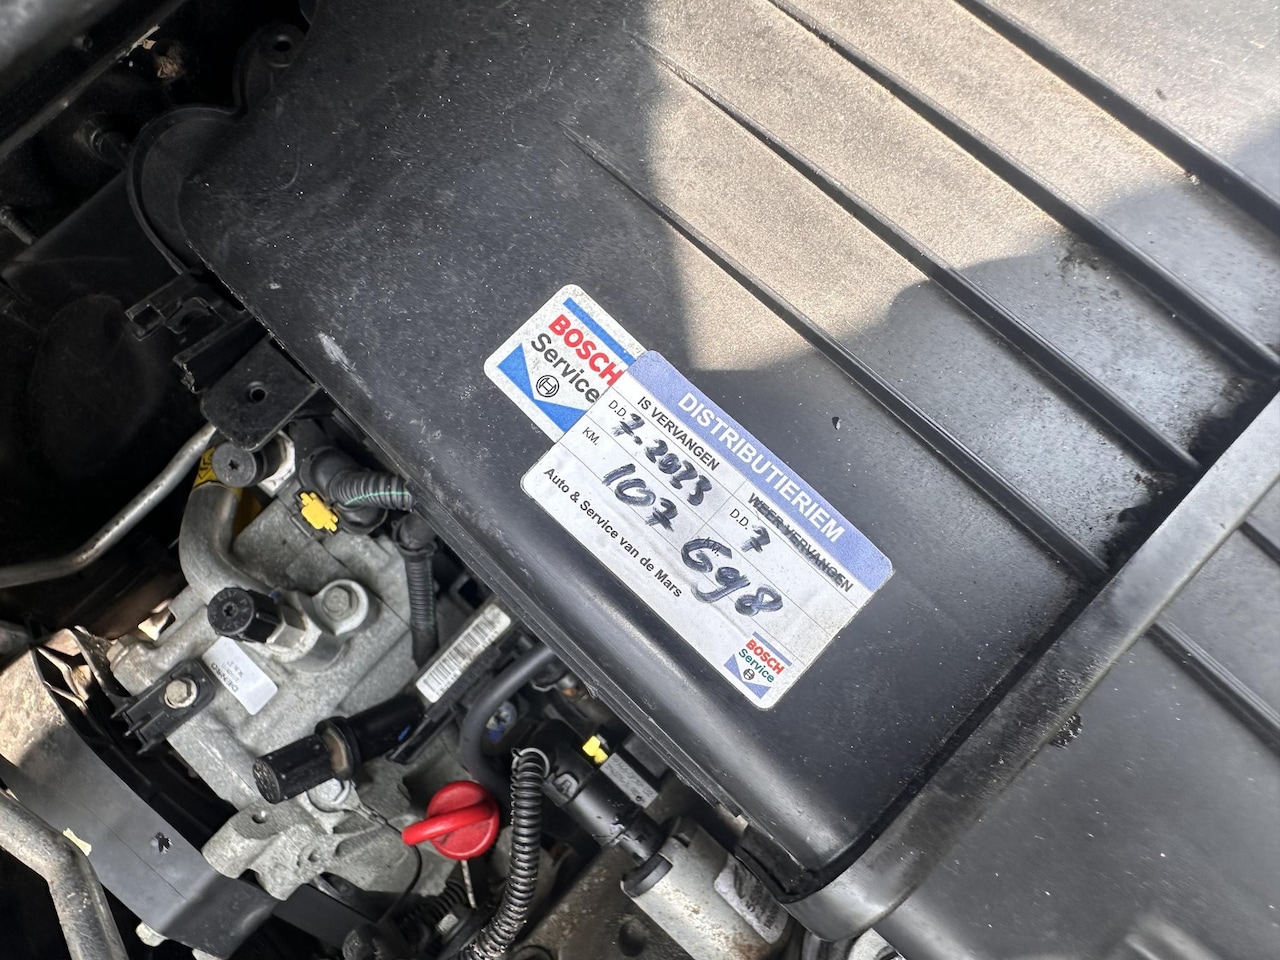 BOSCH
Service
DISTRIBUTIERIEM
IS VERVANGEN
WEER VERVANGEN
D.D. 7-2023
D.D. 7
KM. 107 698
Auto & Service van de Mars
BOSCH
Service
DENSO